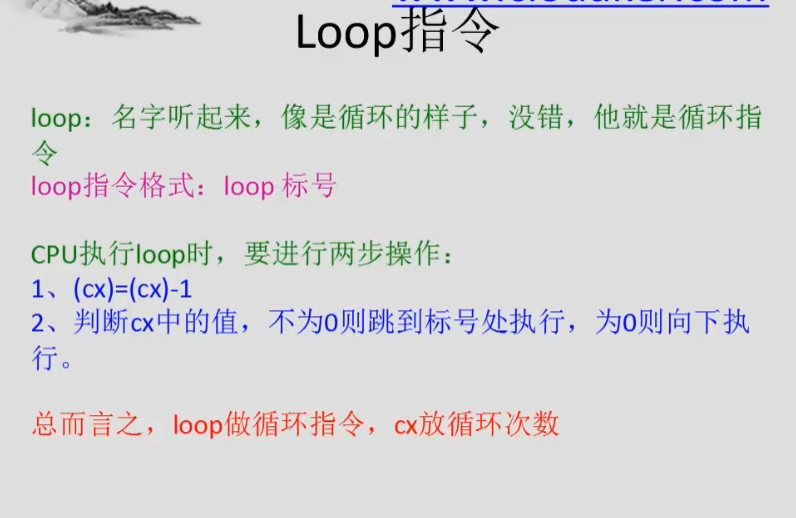 Loop指令
loop：名字听起来，像是循环的样子，没错，他就是循环指
令
loop指令格式：loop 标号
CPU执行loop时，要进行两步操作：
1、(cx)=(cx)-1
2、判断cx中的值，不为0则跳到标号处执行，为0则向下执
行。
总而言之，loop做循环指令，cx放循环次数